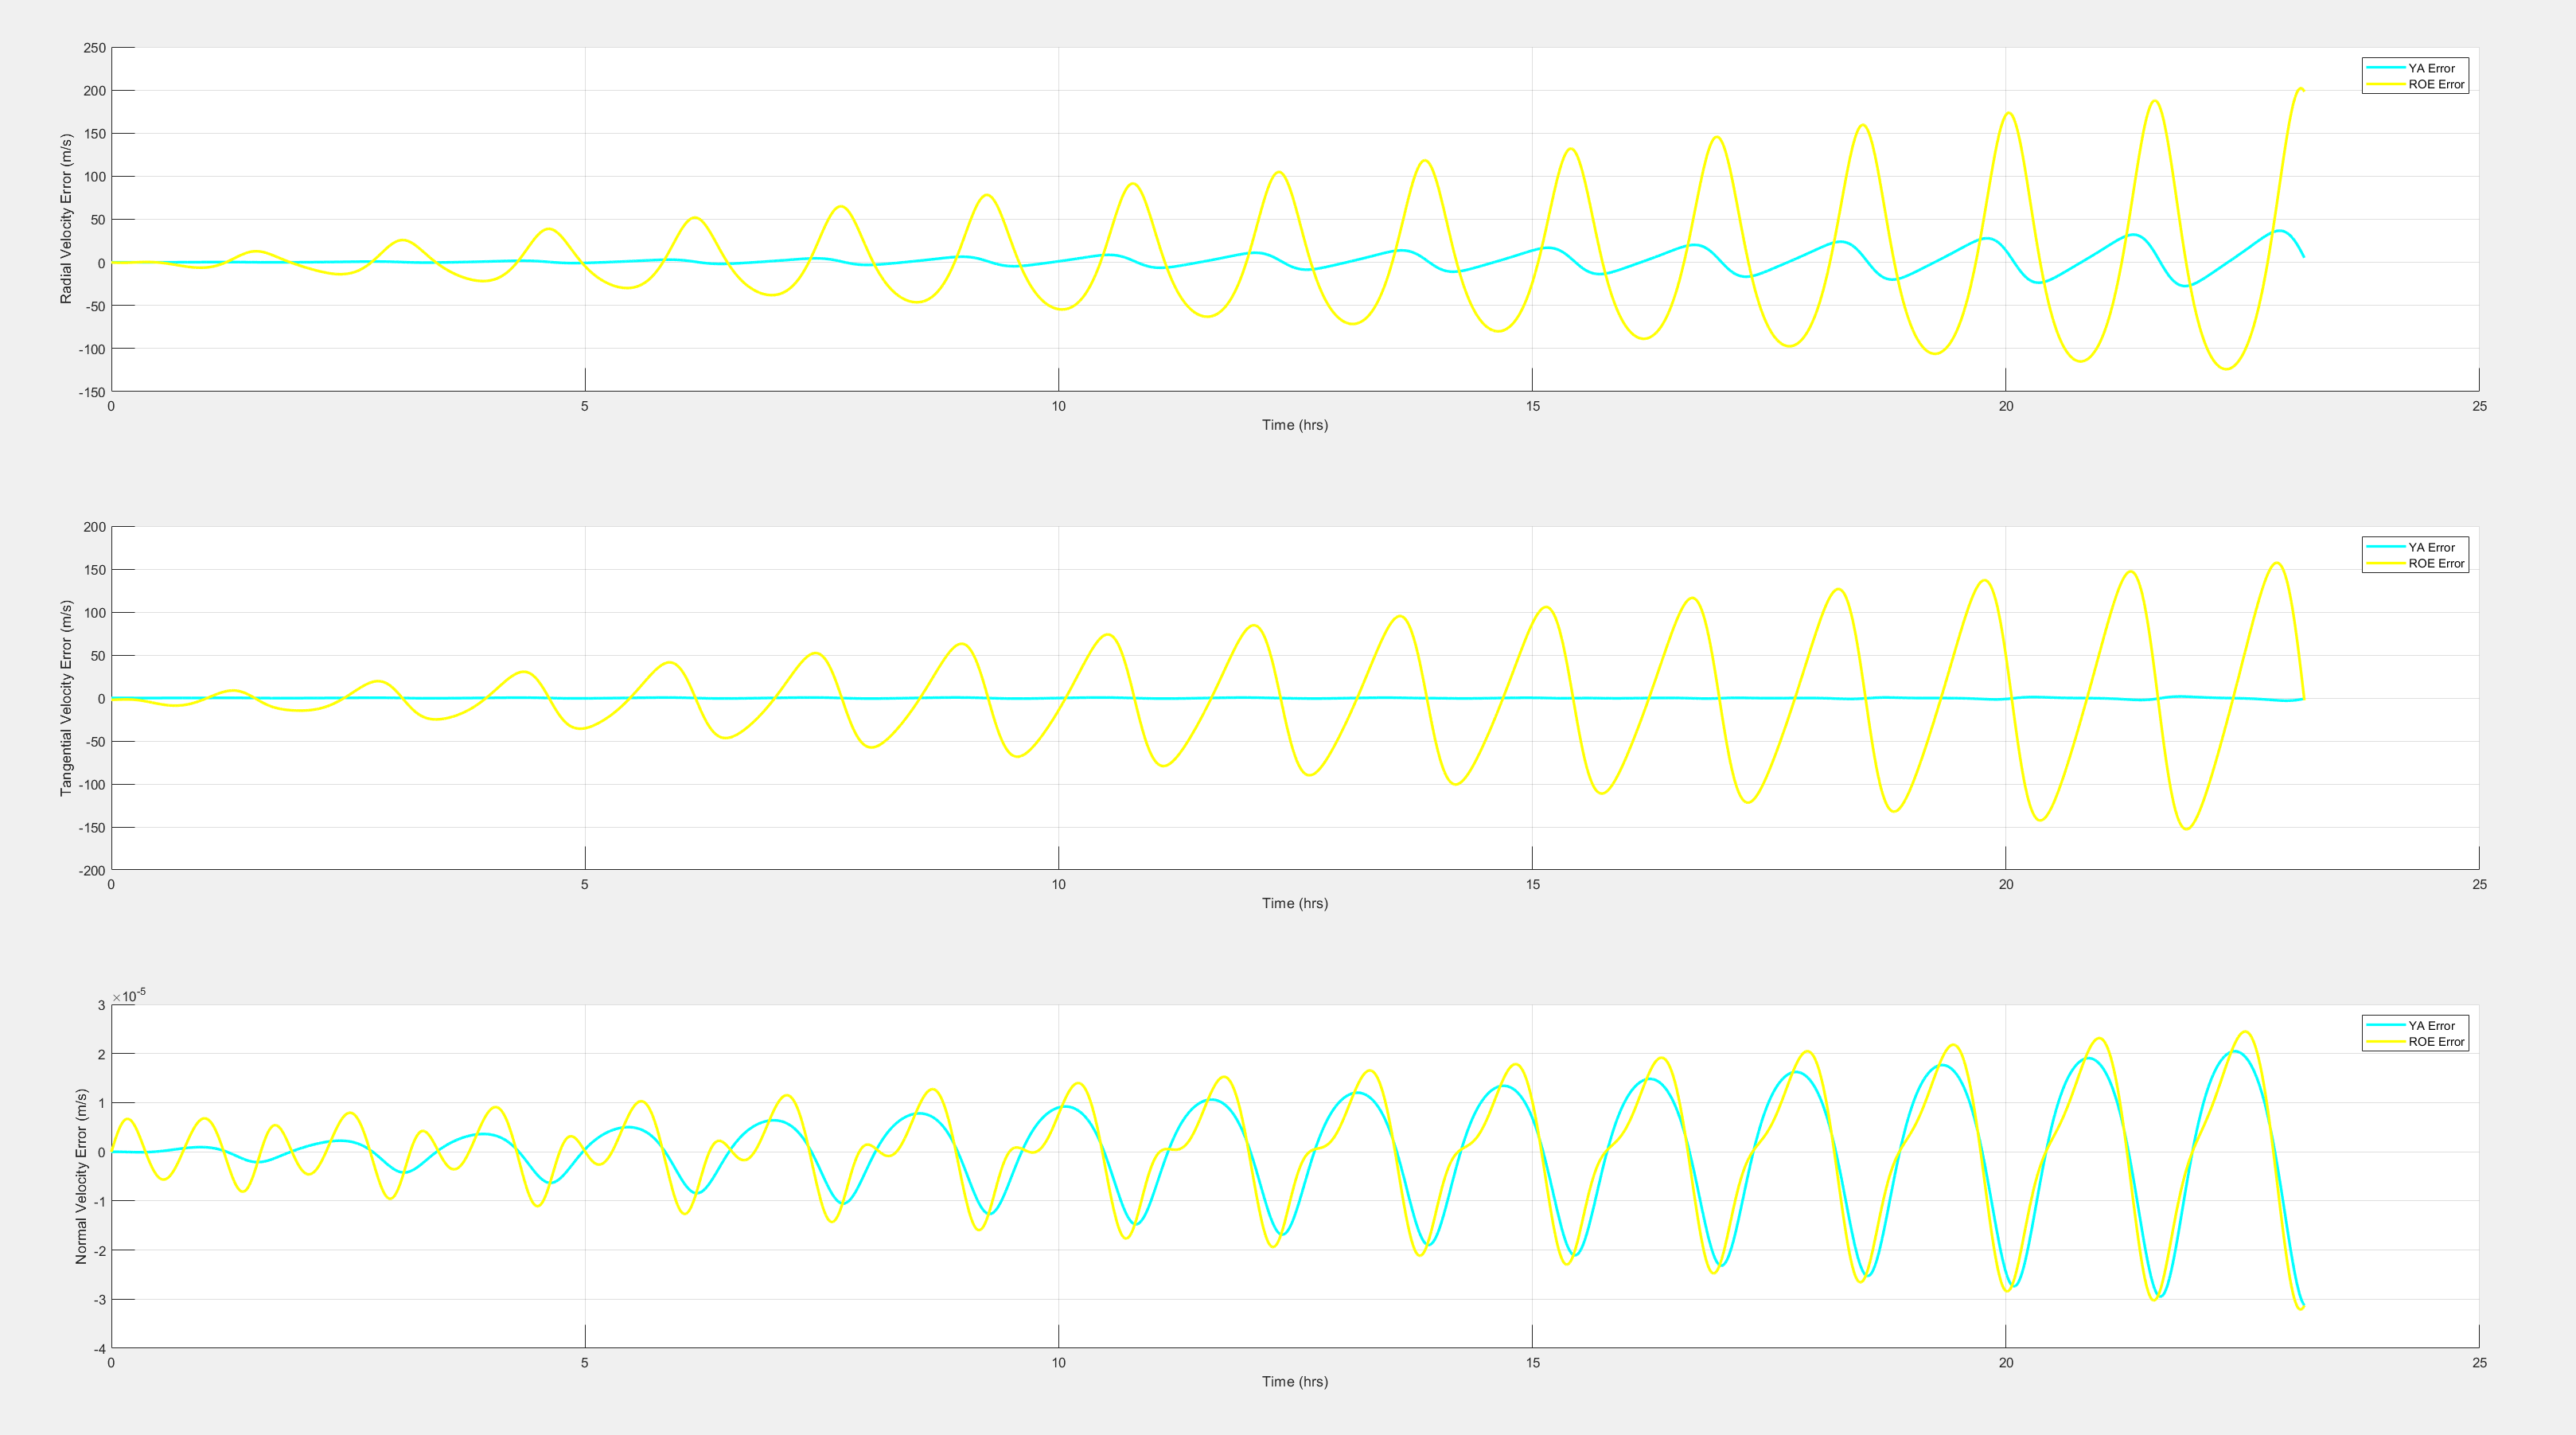 250
200
150
100
50
0
-50
-100
-150
Radial Velocity Error (m/s)
YA Error
ROE Error
0 5 10 15 20 25
Time (hrs)
200
150
100
50
0
-50
-100
-150
-200
Tangential Velocity Error (m/s)
YA Error
ROE Error
0 5 10 15 20 25
Time (hrs)
×10⁻⁵
3
2
1
0
-1
-2
-3
-4
Normal Velocity Error (m/s)
YA Error
ROE Error
0 5 10 15 20 25
Time (hrs)